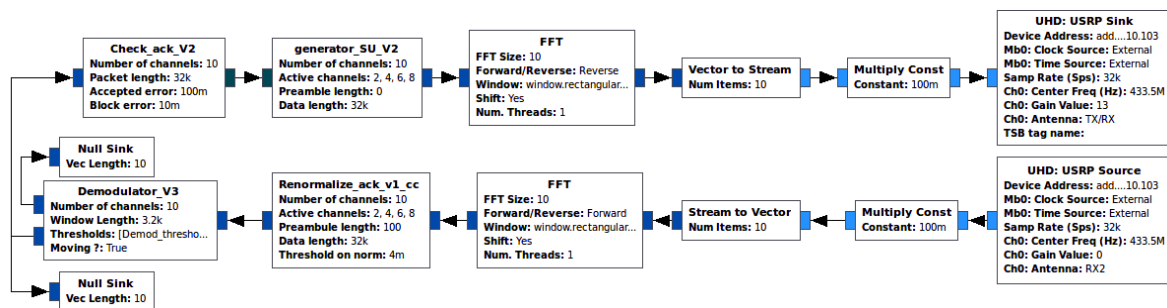 Check_ack_V2
Number of channels: 10
Packet length: 32k
Accepted error: 100m
Block error: 10m
generator_SU_V2
Number of channels: 10
Active channels: 2, 4, 6, 8
Preamble length: 0
Data length: 32k
FFT
FFT Size: 10
Forward/Reverse: Reverse
Window: window.rectangular...
Shift: Yes
Num. Threads: 1
Vector to Stream
Num Items: 10
Multiply Const
Constant: 100m
UHD: USRP Sink
Device Address: add....10.103
Mb0: Clock Source: External
Mb0: Time Source: External
Samp Rate (Sps): 32k
Ch0: Center Freq (Hz): 433.5M
Ch0: Gain Value: 13
Ch0: Antenna: TX/RX
TSB tag name:
Null Sink
Vec Length: 10
Demodulator_V3
Number of channels: 10
Window Length: 3.2k
Thresholds: [Demod_thresho...
Moving ?: True
Null Sink
Vec Length: 10
Renormalize_ack_v1_cc
Number of channels: 10
Active channels: 2, 4, 6, 8
Preambule length: 100
Data length: 32k
Threshold on norm: 4m
FFT
FFT Size: 10
Forward/Reverse: Forward
Window: window.rectangular...
Shift: Yes
Num. Threads: 1
Stream to Vector
Num Items: 10
Multiply Const
Constant: 100m
UHD: USRP Source
Device Address: add....10.103
Mb0: Clock Source: External
Mb0: Time Source: External
Samp Rate (Sps): 32k
Ch0: Center Freq (Hz): 433.5M
Ch0: Gain Value: 0
Ch0: Antenna: RX2